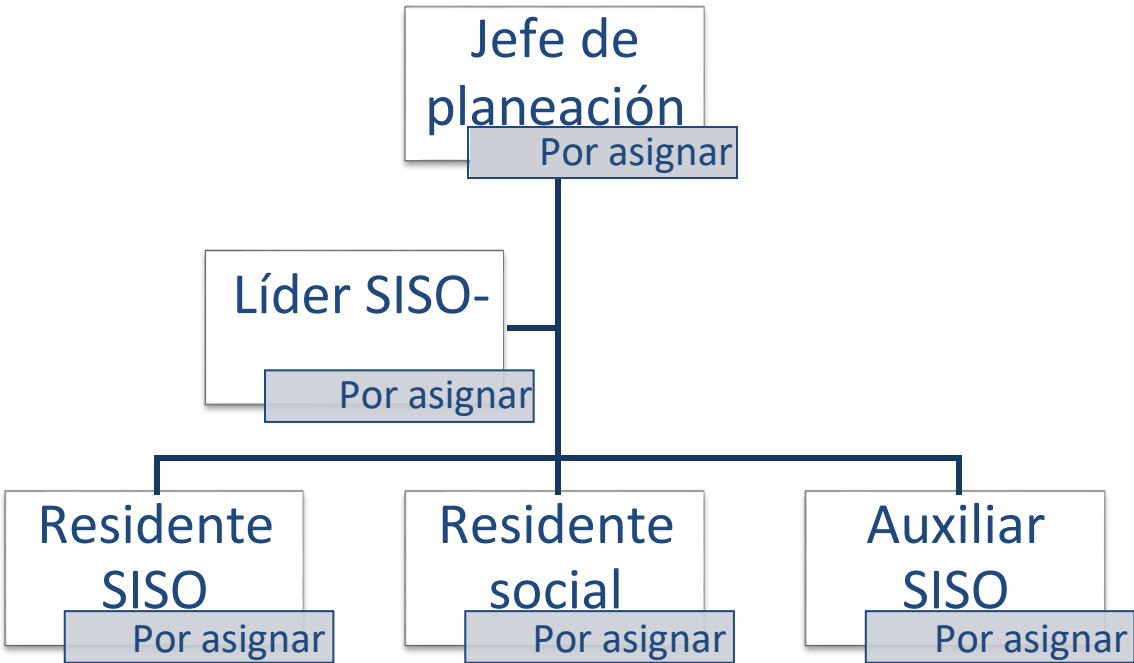 Jefe de
planeación
Por asignar
Líder SISO-
Por asignar
Residente
SISO
Por asignar
Residente
social
Por asignar
Auxiliar
SISO
Por asignar